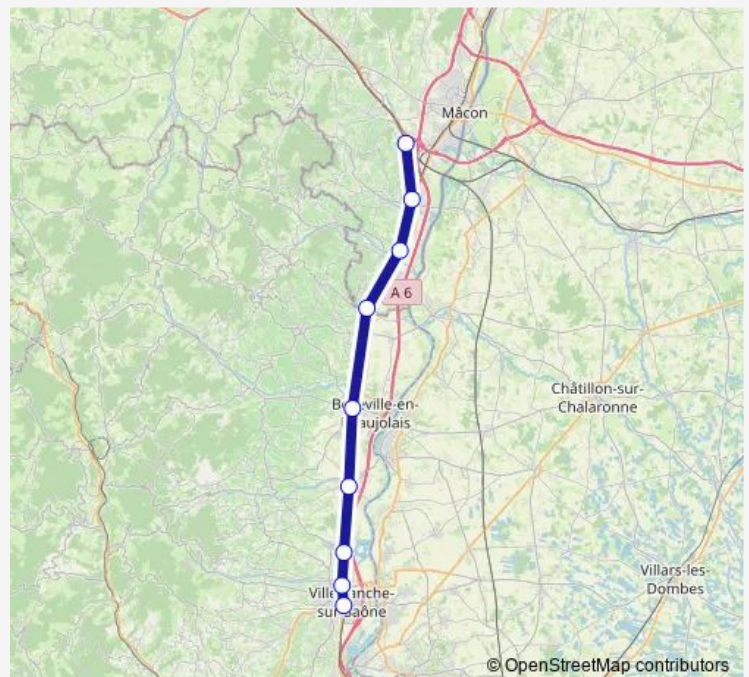 Mâcon
A 6
Châtillon-sur-
Chalaronne
Villars-les-
Dombes
© OpenStreetMap contributors